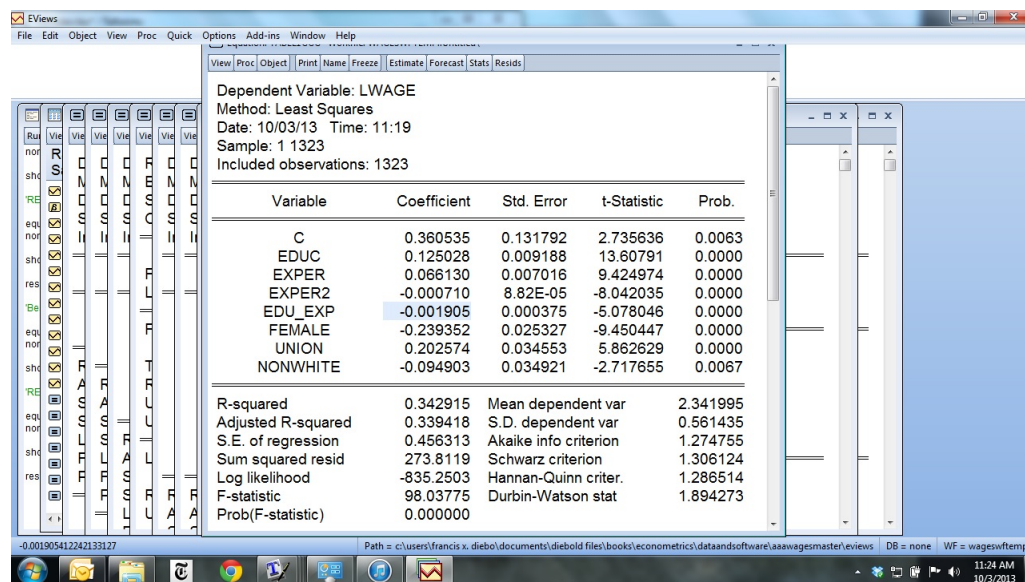 EViews
File Edit Object View Proc Quick Options Add-ins Window Help
View Proc Object Print Name Freeze Estimate Forecast Stats Resids
Dependent Variable: LWAGE
Method: Least Squares
Date: 10/03/13 Time: 11:19
Sample: 1 1323
Included observations: 1323
Variable Coefficient Std. Error t-Statistic Prob.
C 0.360535 0.131792 2.735636 0.0063
EDUC 0.125028 0.009188 13.60791 0.0000
EXPER 0.066130 0.007016 9.424974 0.0000
EXPER2 -0.000710 8.82E-05 -8.042035 0.0000
EDU_EXP -0.001905 0.000375 -5.078046 0.0000
FEMALE -0.239352 0.025327 -9.450447 0.0000
UNION 0.202574 0.034553 5.862629 0.0000
NONWHITE -0.094903 0.034921 -2.717655 0.0067
R-squared 0.342915 Mean dependent var 2.341995
Adjusted R-squared 0.339418 S.D. dependent var 0.561435
S.E. of regression 0.456313 Akaike info criterion 1.274755
Sum squared resid 273.8119 Schwarz criterion 1.306124
Log likelihood -835.2503 Hannan-Quinn criter. 1.286514
F-statistic 98.03775 Durbin-Watson stat 1.894273
Prob(F-statistic) 0.000000
-0.001905412242133127
Path = c:\users\francis x. diebo\documents\diebold files\books\econometrics\dataandsoftware\aaawagesmaster\eviews DB = none WF = wageswftemp
11:24 AM
10/3/2013